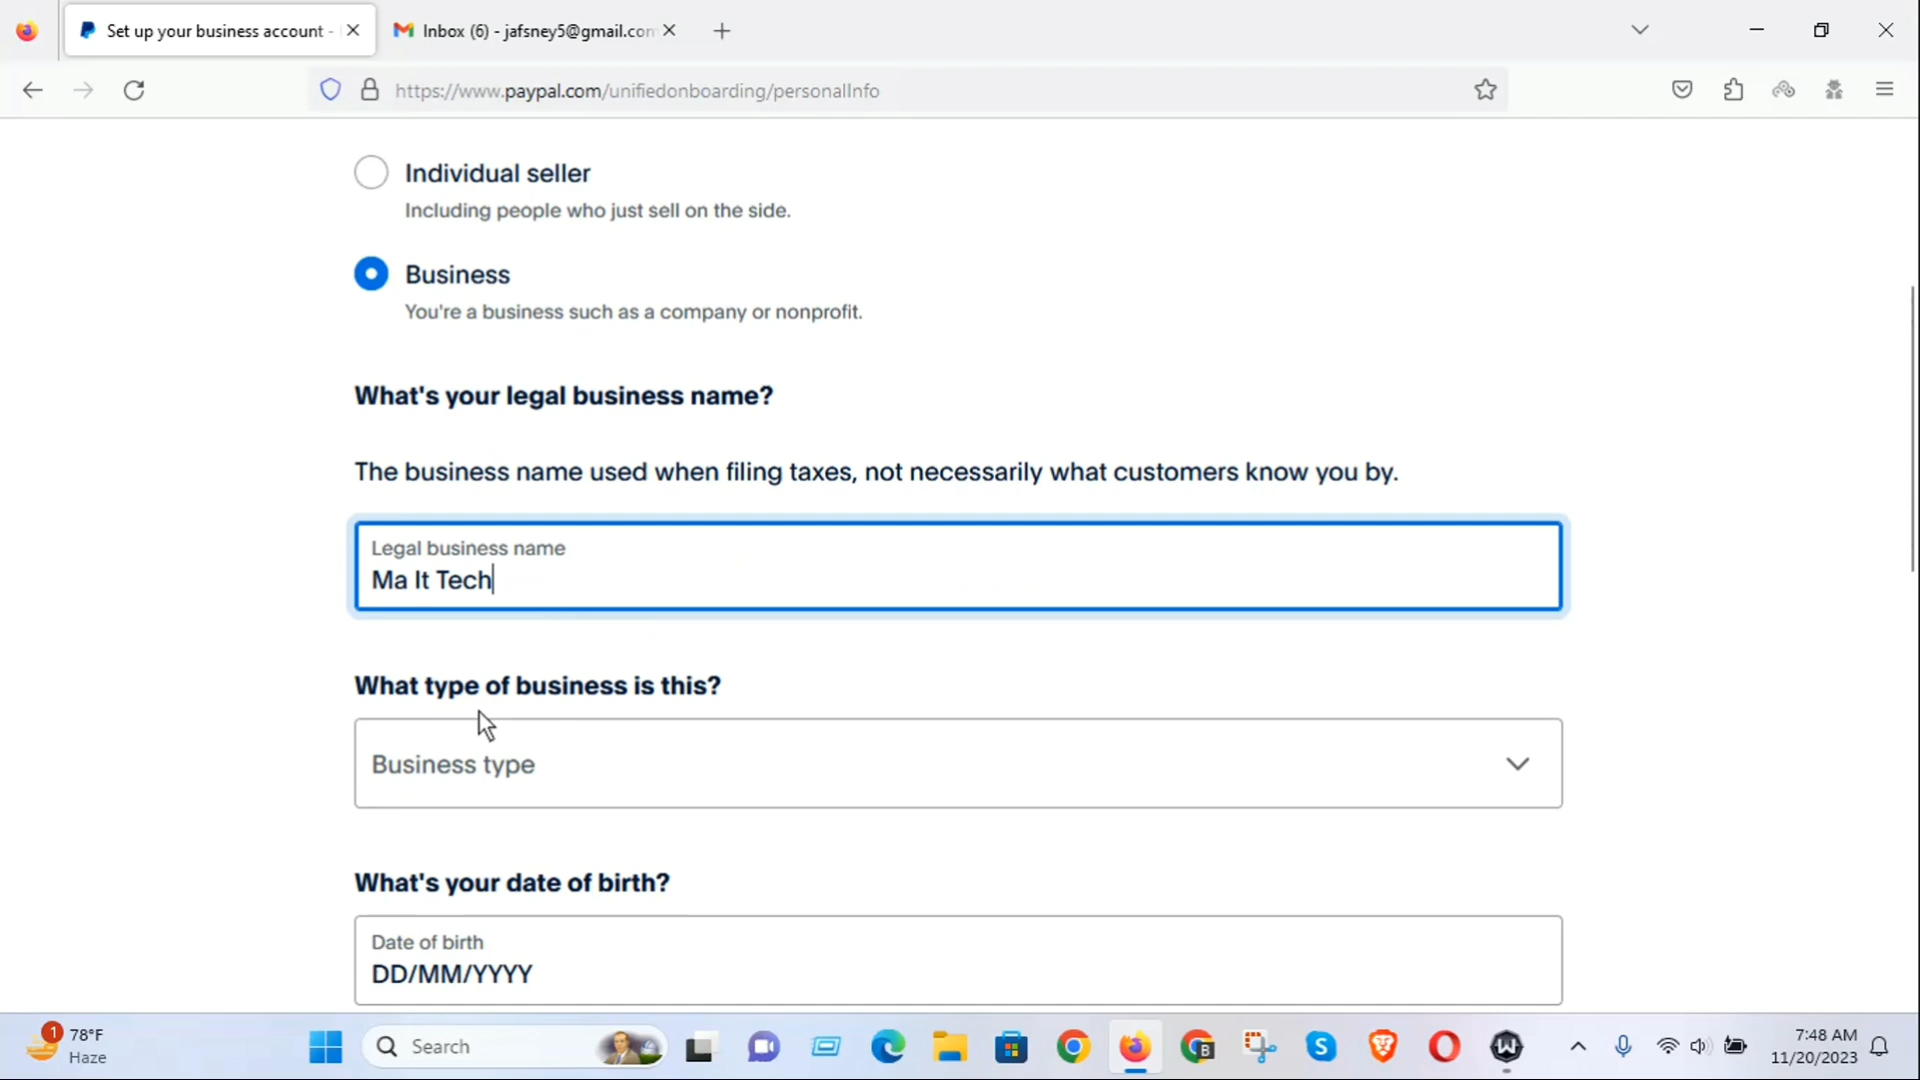 Set up your business account -
Inbox (6) - jafsney5@gmail.com
https://www.paypal.com/unifiedonboarding/personalInfo
Individual seller
Including people who just sell on the side.
Business
You're a business such as a company or nonprofit.
What's your legal business name?
The business name used when filing taxes, not necessarily what customers know you by.
Legal business name
Ma It Tech
What type of business is this?
Business type
What's your date of birth?
Date of birth
DD/MM/YYYY
1
78°F
Haze
Search
B
7:48 AM
11/20/2023